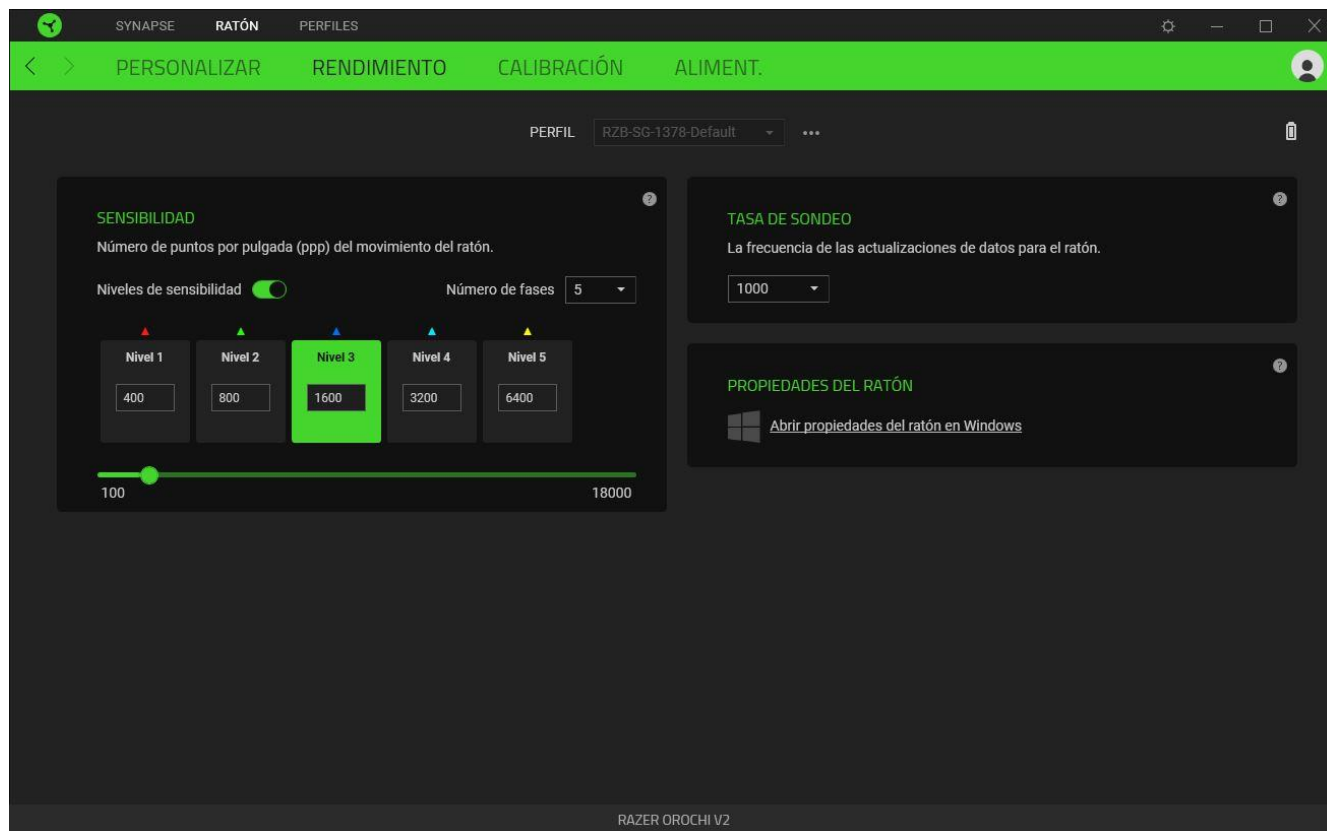 SYNAPSE RATÓN PERFILES
PERSONALIZAR RENDIMIENTO CALIBRACIÓN ALIMENT.
PERFIL RZB-SG-1378-Default
SENSIBILIDAD
Número de puntos por pulgada (ppp) del movimiento del ratón.
Niveles de sensibilidad Número de fases 5
Nivel 1 Nivel 2 Nivel 3 Nivel 4 Nivel 5
400 800 1600 3200 6400
100 18000
TASA DE SONDEO
La frecuencia de las actualizaciones de datos para el ratón.
1000
PROPIEDADES DEL RATÓN
Abrir propiedades del ratón en Windows
RAZER OROCHI V2